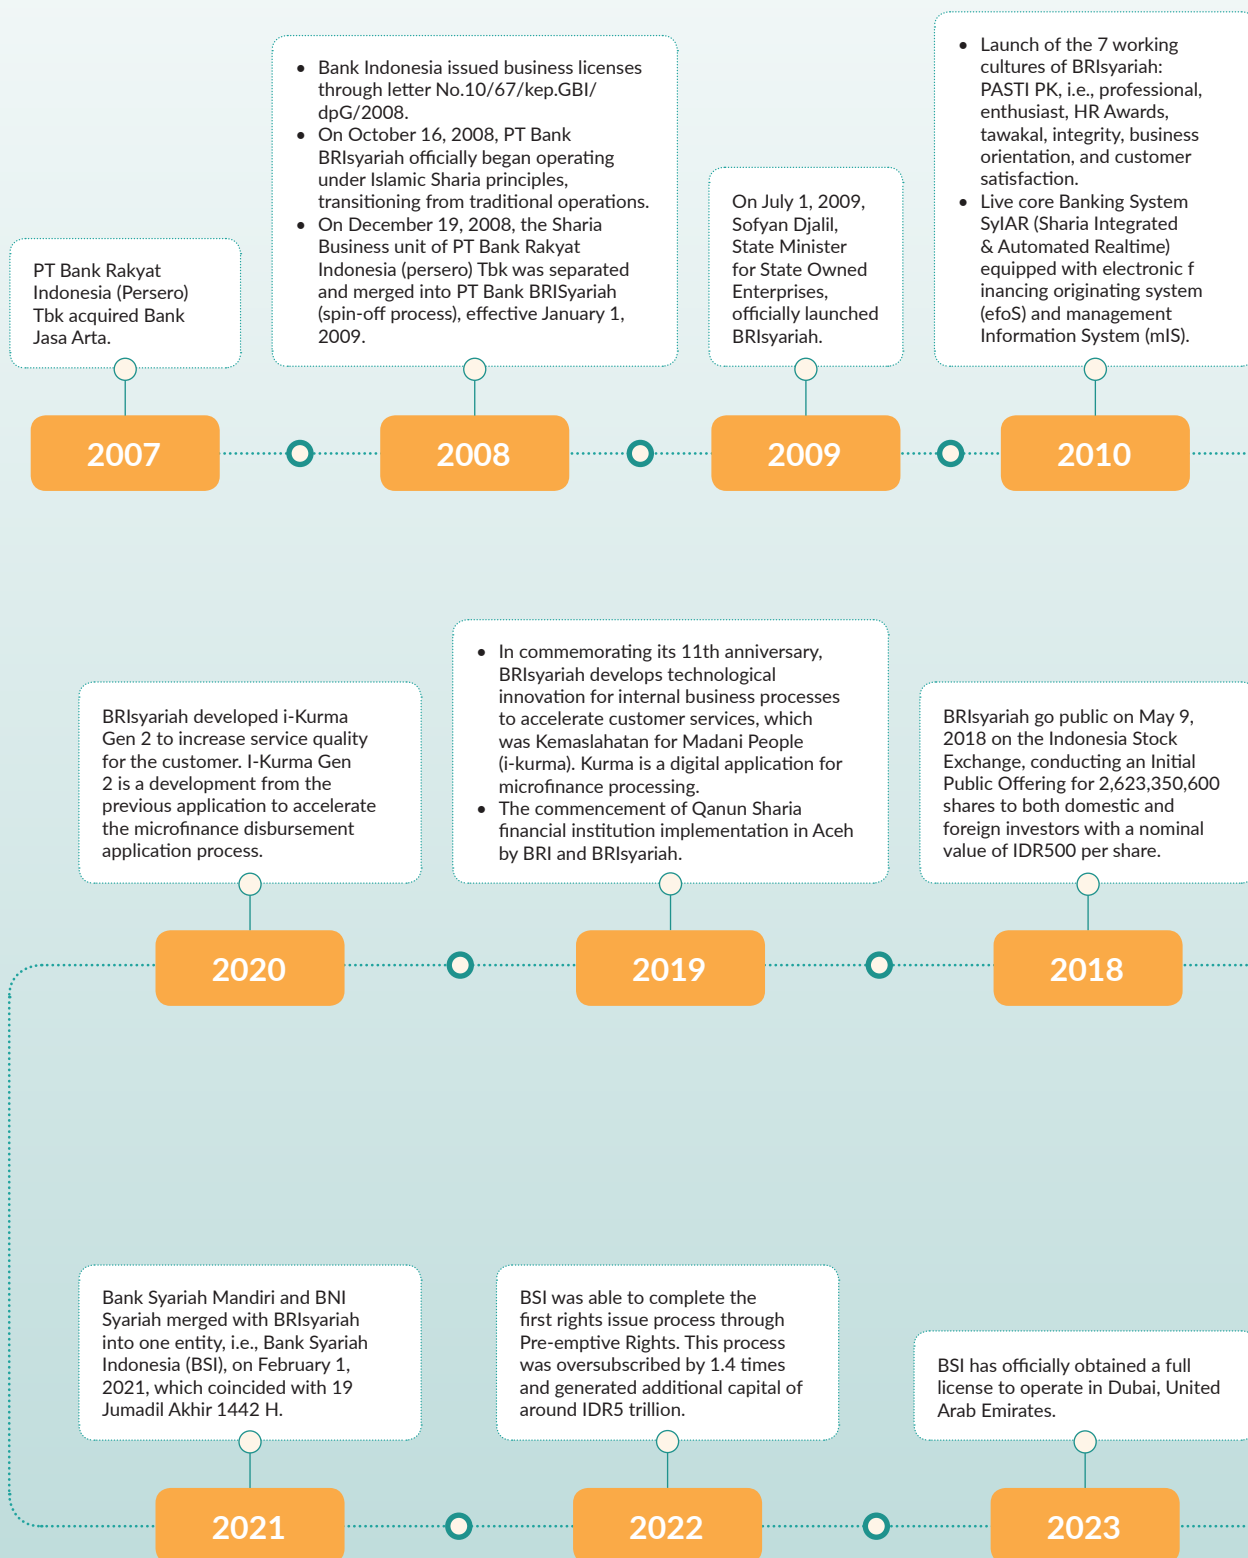 PT Bank Rakyat
Indonesia (Persero)
Tbk acquired Bank
Jasa Arta.
2007
• Bank Indonesia issued business licenses
through letter No.10/67/kep.GBI/
dpG/2008.
• On October 16, 2008, PT Bank
BRIsyariah officially began operating
under Islamic Sharia principles,
transitioning from traditional operations.
• On December 19, 2008, the Sharia
Business unit of PT Bank Rakyat
Indonesia (persero) Tbk was separated
and merged into PT Bank BRISyariah
(spin-off process), effective January 1,
2009.
2008
On July 1, 2009,
Sofyan Djalil,
State Minister
for State Owned
Enterprises,
officially launched
BRIsyariah.
2009
• Launch of the 7 working
cultures of BRIsyariah:
PASTI PK, i.e., professional,
enthusiast, HR Awards,
tawakal, integrity, business
orientation, and customer
satisfaction.
• Live core Banking System
SyIAR (Sharia Integrated
& Automated Realtime)
equipped with electronic f
inancing originating system
(efoS) and management
Information System (mIS).
2010
BRIsyariah developed i-Kurma
Gen 2 to increase service quality
for the customer. I-Kurma Gen
2 is a development from the
previous application to accelerate
the microfinance disbursement
application process.
2020
• In commemorating its 11th anniversary,
BRIsyariah develops technological
innovation for internal business processes
to accelerate customer services, which
was Kemaslahatan for Madani People
(i-kurma). Kurma is a digital application for
microfinance processing.
• The commencement of Qanun Sharia
financial institution implementation in Aceh
by BRI and BRIsyariah.
2019
BRIsyariah go public on May 9,
2018 on the Indonesia Stock
Exchange, conducting an Initial
Public Offering for 2,623,350,600
shares to both domestic and
foreign investors with a nominal
value of IDR500 per share.
2018
Bank Syariah Mandiri and BNI
Syariah merged with BRIsyariah
into one entity, i.e., Bank Syariah
Indonesia (BSI), on February 1,
2021, which coincided with 19
Jumadil Akhir 1442 H.
2021
BSI was able to complete the
first rights issue process through
Pre-emptive Rights. This process
was oversubscribed by 1.4 times
and generated additional capital of
around IDR5 trillion.
2022
BSI has officially obtained a full
license to operate in Dubai, United
Arab Emirates.
2023